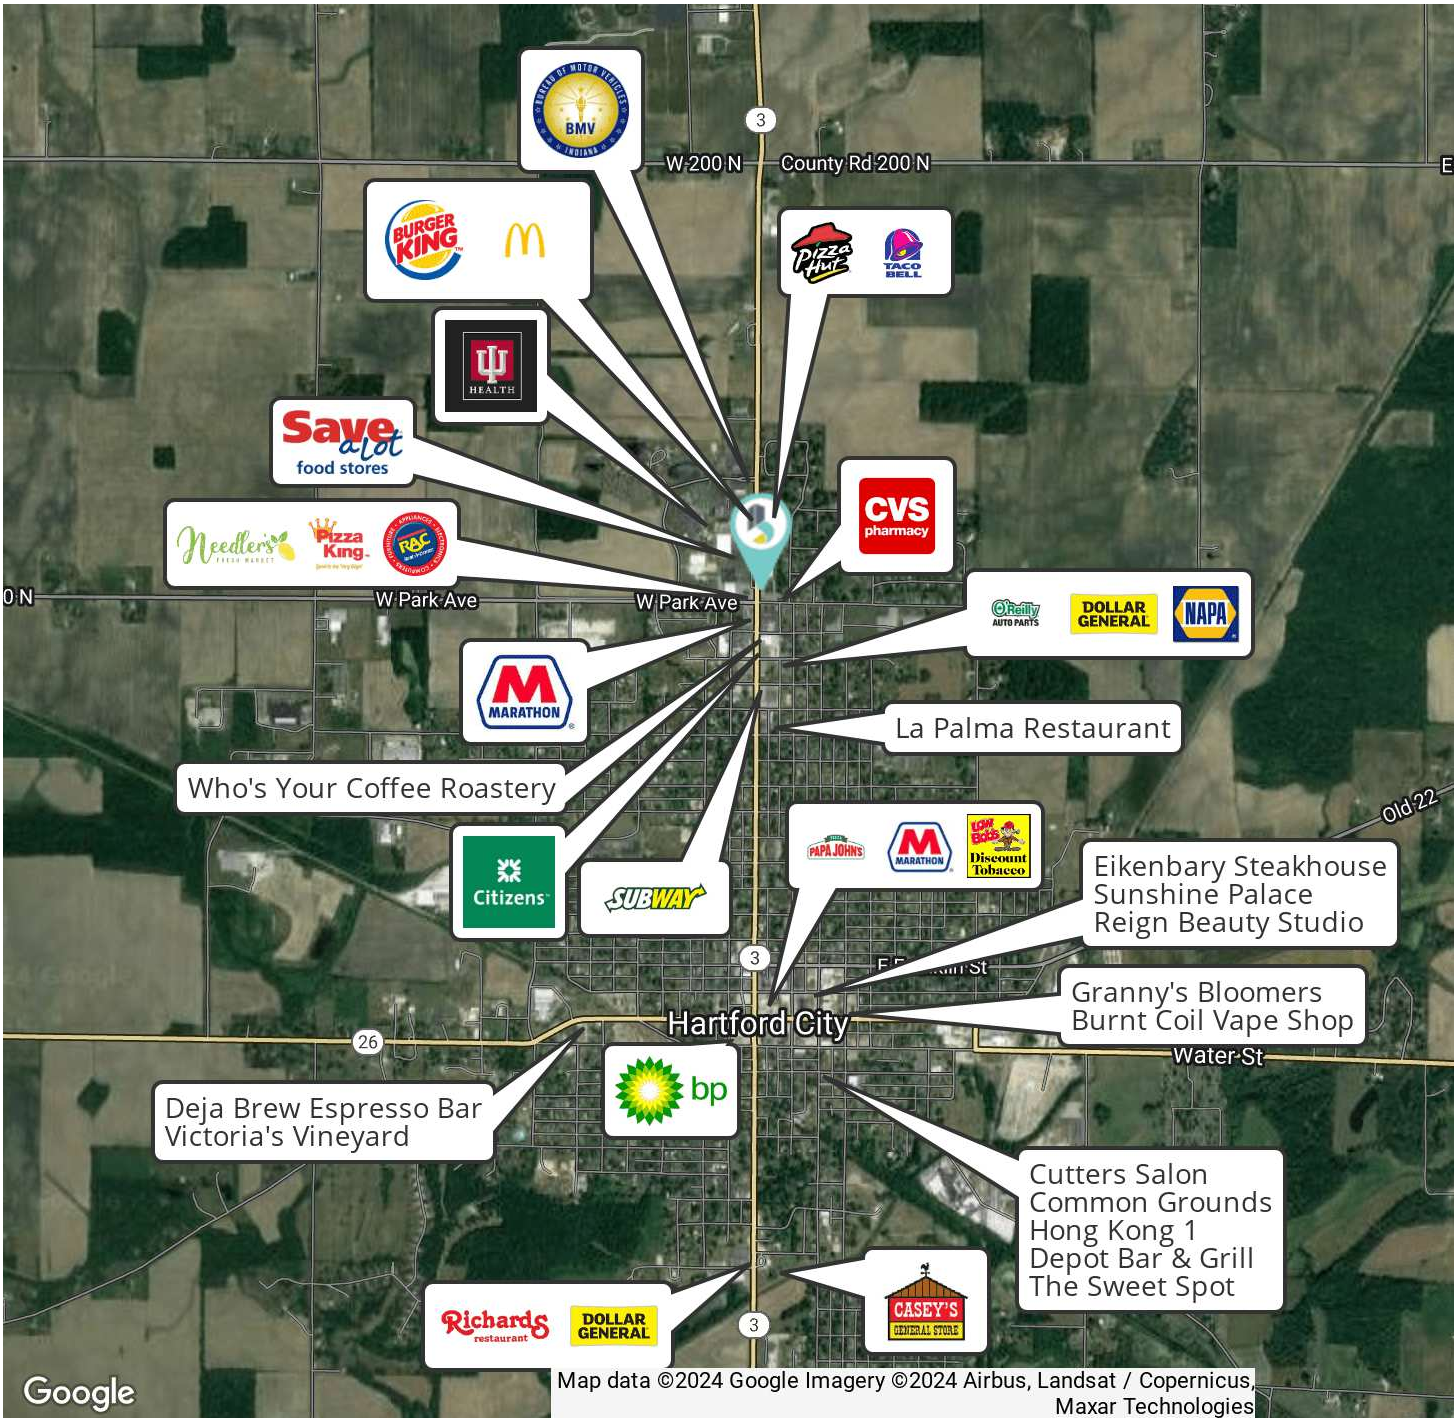 BUREAU OF MOTOR VEHICLES
BMV
INDIANA
3
W 200 N
County Rd 200 N
E
BURGER
KING™
Pizza
Hut
TACO
BELL
HEALTH
Save
a lot
food stores
CVS
pharmacy
Needler's
FRESH MARKET
Pizza
King
RAC
0 N
W Park Ave
W Park Ave
O'Reilly
AUTO PARTS
DOLLAR
GENERAL
NAPA
MARATHON
La Palma Restaurant
Who's Your Coffee Roastery
Old 22
Citizens™
SUBWAY
PAPA JOHN'S
MARATHON
Low
Bob's
Discount
Tobacco
Eikenbary Steakhouse
Sunshine Palace
Reign Beauty Studio
3
Granny's Bloomers
Burnt Coil Vape Shop
Hartford City
26
Water St
bp
Deja Brew Espresso Bar
Victoria's Vineyard
Cutters Salon
Common Grounds
Hong Kong 1
Depot Bar & Grill
The Sweet Spot
Richards
restaurant
DOLLAR
GENERAL
CASEY'S
GENERAL STORE
3
Google
Map data ©2024 Google Imagery ©2024 Airbus, Landsat / Copernicus,
Maxar Technologies